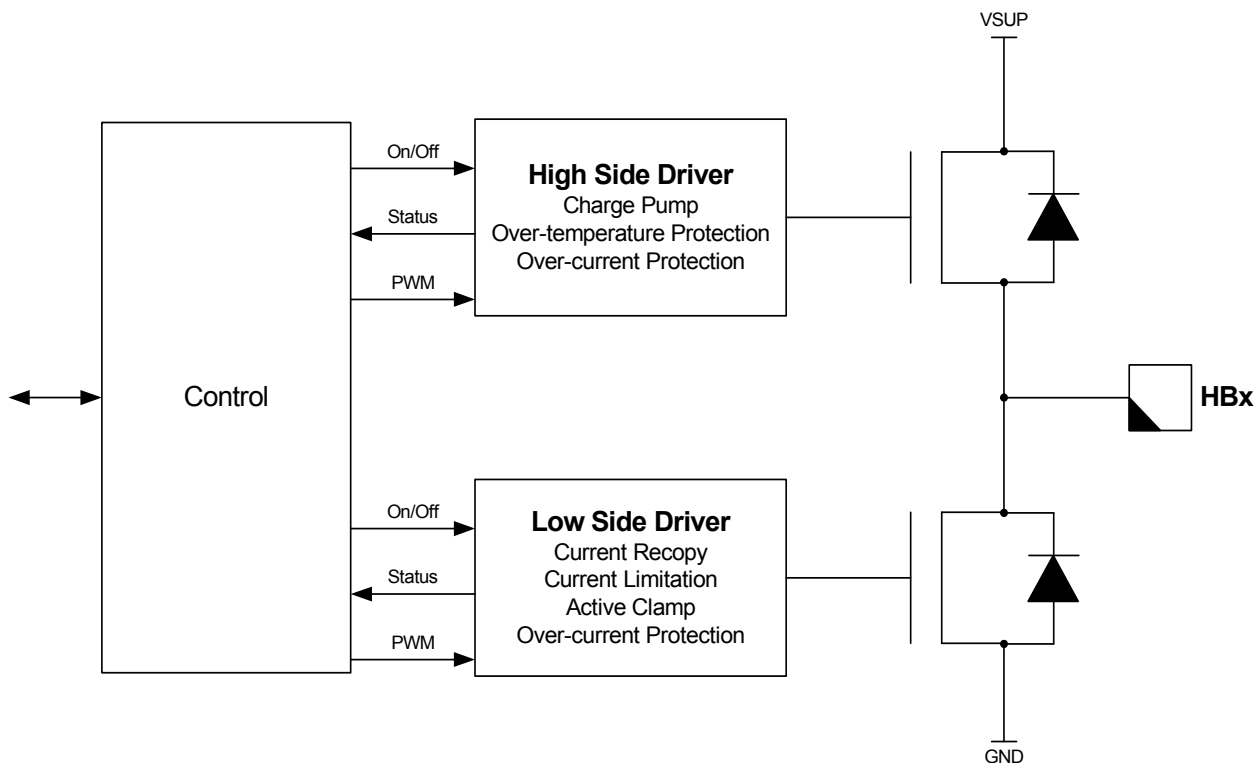 VSUP
On/Off
High Side Driver
Charge Pump
Status
Over-temperature Protection
Over-current Protection
PWM
Control
HBx
On/Off
Low Side Driver
Current Recopy
Status
Current Limitation
Active Clamp
Over-current Protection
PWM
GND